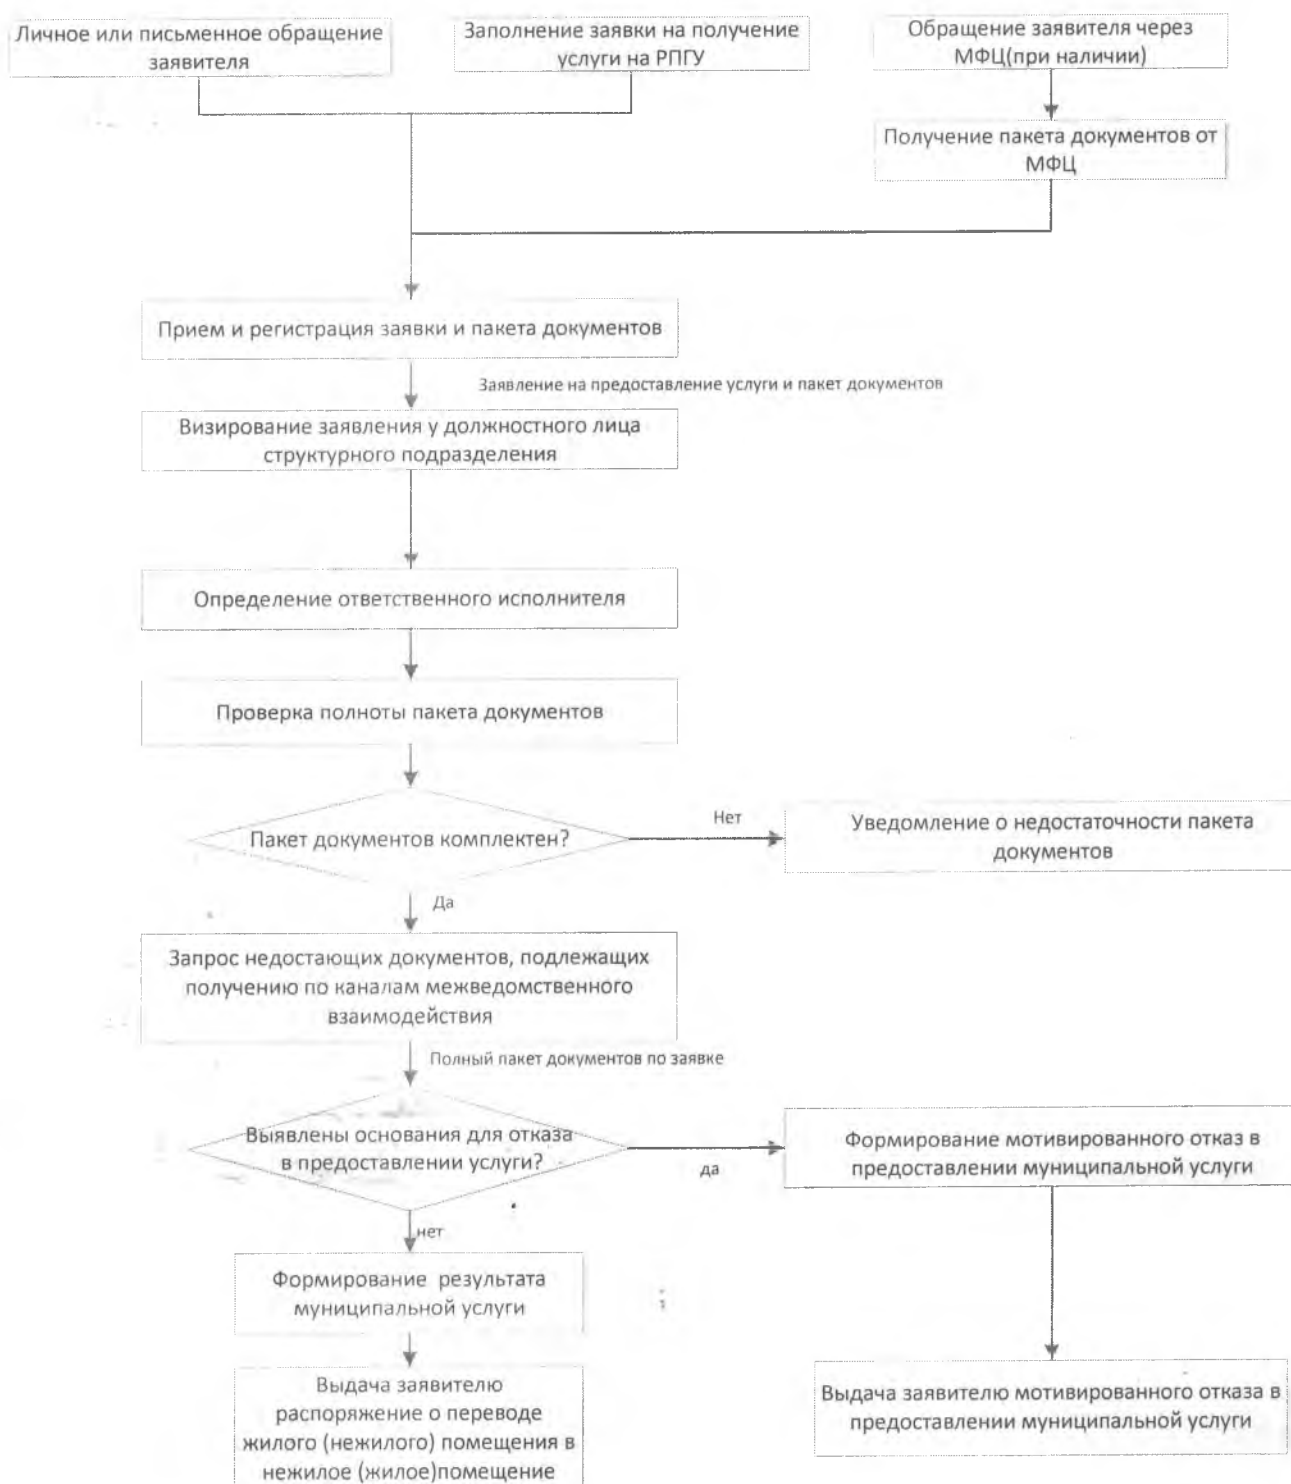 Личное или письменное обращение
заявителя
Заполнение заявки на получение
услуги на РПГУ
Обращение заявителя через
МФЦ(при наличии)
Получение пакета документов от
МФЦ
Прием и регистрация заявки и пакета документов
Заявление на предоставление услуги и пакет документов
Визирование заявления у должностного лица
структурного подразделения
Определение ответственного исполнителя
Проверка полноты пакета документов
Пакет документов комплектен?
Нет
Уведомление о недостаточности пакета
документов
Да
Запрос недостающих документов, подлежащих
получению по каналам межведомственного
взаимодействия
Полный пакет документов по заявке
Выявлены основания для отказа
в предоставлении услуги?
да
Формирование мотивированного отказ в
предоставлении муниципальной услуги
нет
Формирование результата
муниципальной услуги
Выдача заявителю
распоряжение о переводе
жилого (нежилого) помещения в
нежилое (жилое)помещение
Выдача заявителю мотивированного отказа в
предоставлении муниципальной услуги